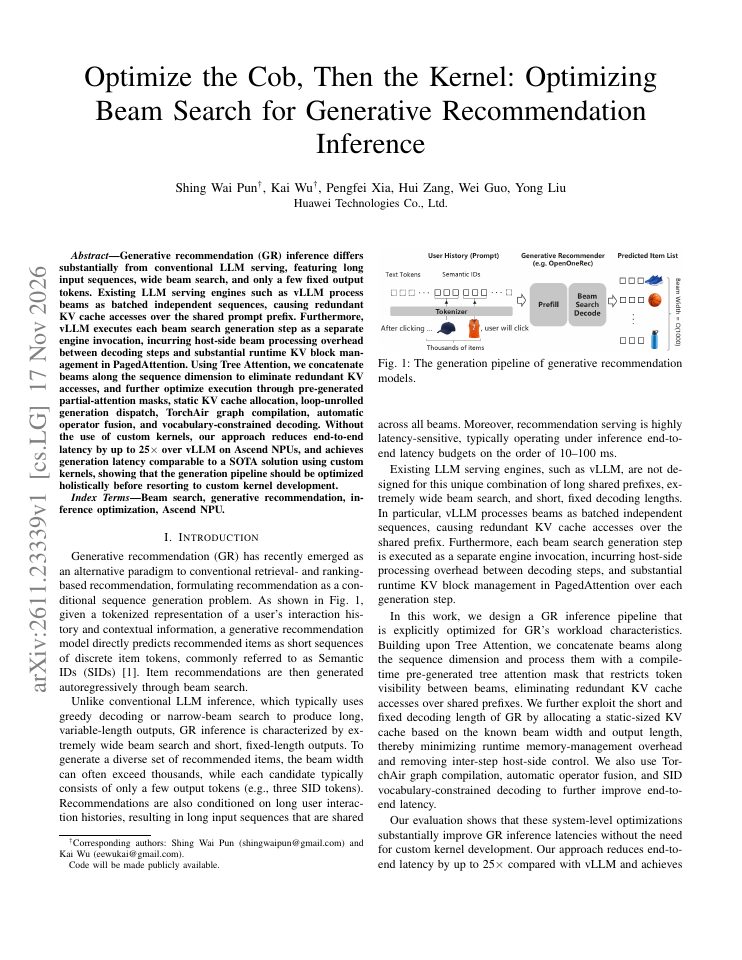 Optimize the Cob, Then the Kernel: Optimizing
Beam Search for Generative Recommendation
Inference
Shing Wai Pun†, Kai Wu†, Pengfei Xia, Hui Zang, Wei Guo, Yong Liu
Huawei Technologies Co., Ltd.
arXiv:2611.23339v1 [cs.LG] 17 Nov 2026
Abstract—Generative recommendation (GR) inference differs
substantially from conventional LLM serving, featuring long
input sequences, wide beam search, and only a few fixed output
tokens. Existing LLM serving engines such as vLLM process
beams as batched independent sequences, causing redundant
KV cache accesses over the shared prompt prefix. Furthermore,
vLLM executes each beam search generation step as a separate
engine invocation, incurring host-side beam processing overhead
between decoding steps and substantial runtime KV block man-
agement in PagedAttention. Using Tree Attention, we concatenate
beams along the sequence dimension to eliminate redundant KV
accesses, and further optimize execution through pre-generated
partial-attention masks, static KV cache allocation, loop-unrolled
generation dispatch, TorchAir graph compilation, automatic
operator fusion, and vocabulary-constrained decoding. Without
the use of custom kernels, our approach reduces end-to-end
latency by up to 25× over vLLM on Ascend NPUs, and achieves
generation latency comparable to a SOTA solution using custom
kernels, showing that the generation pipeline should be optimized
holistically before resorting to custom kernel development.
Index Terms—Beam search, generative recommendation, in-
ference optimization, Ascend NPU.
I. Introduction
Generative recommendation (GR) has recently emerged as
an alternative paradigm to conventional retrieval- and ranking-
based recommendation, formulating recommendation as a con-
ditional sequence generation problem. As shown in Fig. 1,
given a tokenized representation of a user's interaction his-
tory and contextual information, a generative recommendation
model directly predicts recommended items as short sequences
of discrete item tokens, commonly referred to as Semantic
IDs (SIDs) [1]. Item recommendations are then generated
autoregressively through beam search.
Unlike conventional LLM inference, which typically uses
greedy decoding or narrow-beam search to produce long,
variable-length outputs, GR inference is characterized by ex-
tremely wide beam search and short, fixed-length outputs. To
generate a diverse set of recommended items, the beam width
can often exceed thousands, while each candidate typically
consists of only a few output tokens (e.g., three SID tokens).
Recommendations are also conditioned on long user interac-
tion histories, resulting in long input sequences that are shared
†Corresponding authors: Shing Wai Pun (shingwaipun@gmail.com) and
Kai Wu (eewukai@gmail.com).
Code will be made publicly available.
User History (Prompt)
Generative Recommender
(e.g. OpenOneRec)
Predicted Item List
Text Tokens
Semantic IDs
Tokenizer
After clicking ...
, user will click
Thousands of items
Prefill
Beam
Search
Decode
Beam Width = O(1000)
Fig. 1: The generation pipeline of generative recommendation
models.
across all beams. Moreover, recommendation serving is highly
latency-sensitive, typically operating under inference end-to-
end latency budgets on the order of 10–100 ms.
Existing LLM serving engines, such as vLLM, are not de-
signed for this unique combination of long shared prefixes, ex-
tremely wide beam search, and short, fixed decoding lengths.
In particular, vLLM processes beams as batched independent
sequences, causing redundant KV cache accesses over the
shared prefix. Furthermore, each beam search generation step
is executed as a separate engine invocation, incurring host-side
processing overhead between decoding steps, and substantial
runtime KV block management in PagedAttention over each
generation step.
In this work, we design a GR inference pipeline that
is explicitly optimized for GR's workload characteristics.
Building upon Tree Attention, we concatenate beams along
the sequence dimension and process them with a compile-
time pre-generated tree attention mask that restricts token
visibility between beams, eliminating redundant KV cache
accesses over shared prefixes. We further exploit the short and
fixed decoding length of GR by allocating a static-sized KV
cache based on the known beam width and output length,
thereby minimizing runtime memory-management overhead
and removing inter-step host-side control. We also use Tor-
chAir graph compilation, automatic operator fusion, and SID
vocabulary-constrained decoding to further improve end-to-
end latency.
Our evaluation shows that these system-level optimizations
substantially improve GR inference latencies without the need
for custom kernel development. Our approach reduces end-to-
end latency by up to 25× compared with vLLM and achieves